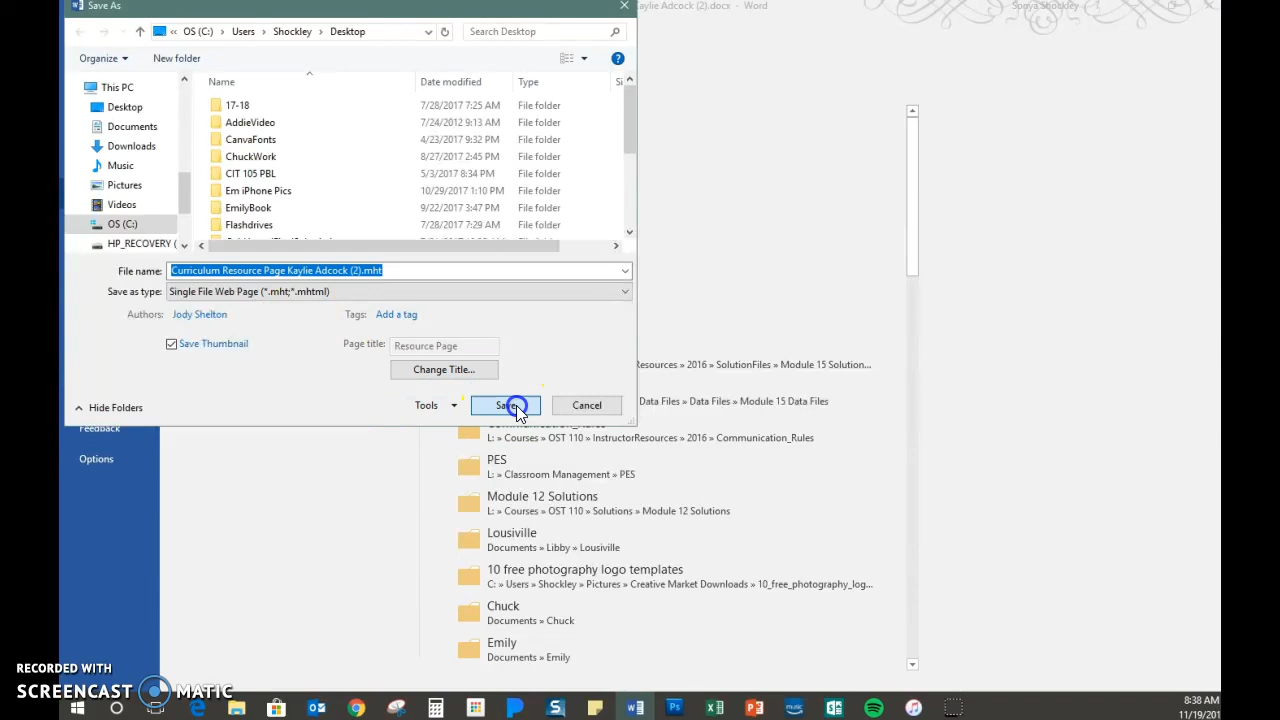 Save As
aylie Adcock (2).docx - Word
Sonya Shockley
« OS (C:) > Users > Shockley > Desktop
Search Desktop
Organize
New folder
Name
Date modified
Type
Si
This PC
Desktop
Documents
Downloads
Music
Pictures
Videos
OS (C:)
HP_RECOVERY (
17-18 7/28/2017 7:25 AM File folder
AddieVideo 7/24/2012 9:13 AM File folder
CanvaFonts 4/23/2017 9:32 PM File folder
ChuckWork 8/27/2017 2:45 PM File folder
CIT 105 PBL 5/3/2017 8:34 PM File folder
Em iPhone Pics 10/29/2017 1:10 PM File folder
EmilyBook 9/22/2017 3:47 PM File folder
Flashdrives 7/28/2017 7:29 AM File folder
File name: Curriculum Resource Page Kaylie Adcock (2).mht
Save as type: Single File Web Page (*.mht;*.mhtml)
Authors: Jody Shelton
Tags: Add a tag
Save Thumbnail
Page title: Resource Page
Change Title...
Hide Folders
Tools
Save
Cancel
Feedback
Options
esources » 2016 » SolutionFiles » Module 15 Solution...
Data Files » Data Files » Module 15 Data Files
Communication_Rules
L: » Courses » OST 110 » InstructorResources » 2016 » Communication_Rules
PES
L: » Classroom Management » PES
Module 12 Solutions
L: » Courses » OST 110 » Solutions » Module 12 Solutions
Lousiville
Documents » Libby » Lousiville
10 free photography logo templates
C: » Users » Shockley » Pictures » Creative Market Downloads » 10_free_photography_log...
Chuck
Documents » Chuck
Emily
Documents » Emily
RECORDED WITH
SCREENCAST MATIC
8:38 AM
11/19/201